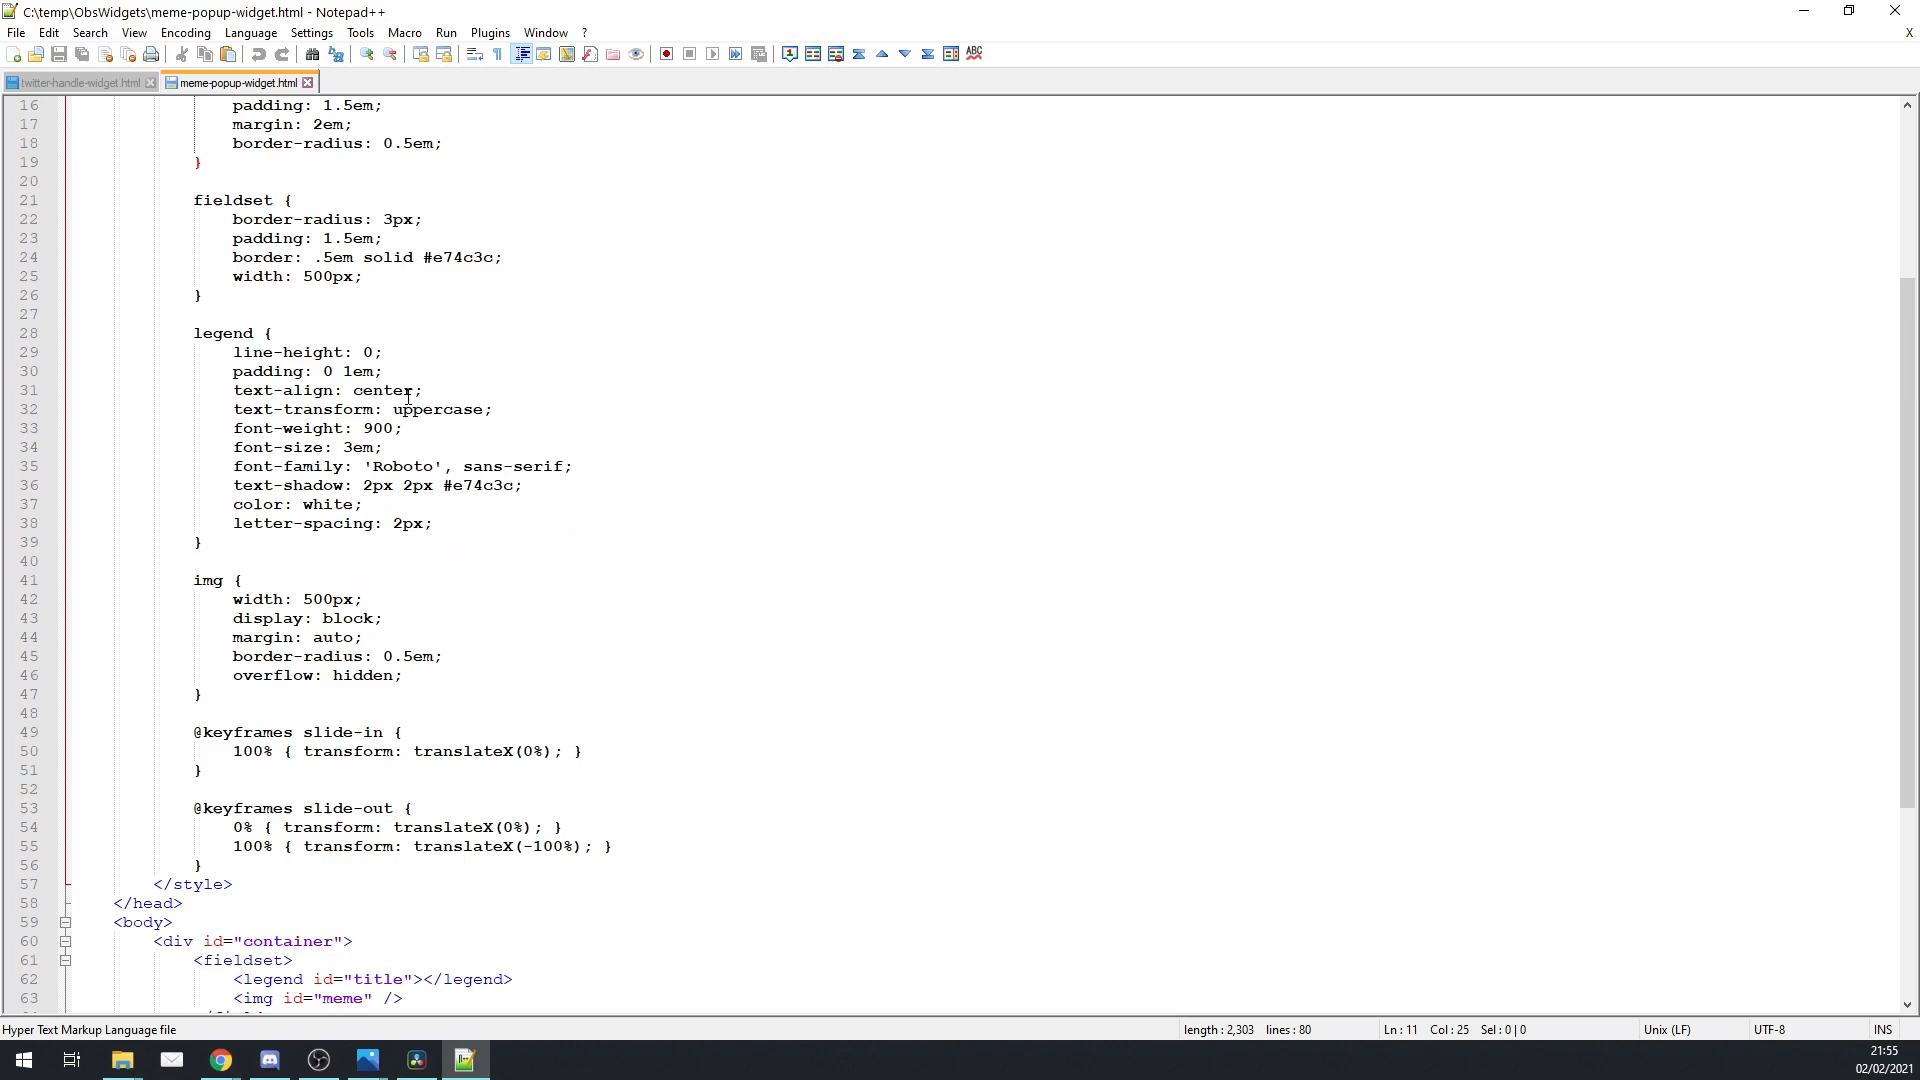 C:\temp\ObsWidgets\meme-popup-widget.html - Notepad++
File Edit Search View Encoding Language Settings Tools Macro Run Plugins Window ? X
twitter-handle-widget.html meme-popup-widget.html
16 padding: 1.5em;
17 margin: 2em;
18 border-radius: 0.5em;
19 }
20
21 fieldset {
22 border-radius: 3px;
23 padding: 1.5em;
24 border: .5em solid #e74c3c;
25 width: 500px;
26 }
27
28 legend {
29 line-height: 0;
30 padding: 0 1em;
31 text-align: center;
32 text-transform: uppercase;
33 font-weight: 900;
34 font-size: 3em;
35 font-family: 'Roboto', sans-serif;
36 text-shadow: 2px 2px #e74c3c;
37 color: white;
38 letter-spacing: 2px;
39 }
40
41 img {
42 width: 500px;
43 display: block;
44 margin: auto;
45 border-radius: 0.5em;
46 overflow: hidden;
47 }
48
49 @keyframes slide-in {
50 100% { transform: translateX(0%); }
51 }
52
53 @keyframes slide-out {
54 0% { transform: translateX(0%); }
55 100% { transform: translateX(-100%); }
56 }
57 </style>
58 </head>
59 <body>
60 <div id="container">
61 <fieldset>
62 <legend id="title"></legend>
63 <img id="meme" />
Hyper Text Markup Language file length : 2,303 lines : 80 Ln : 11 Col : 25 Sel : 0 | 0 Unix (LF) UTF-8 INS
21:55
02/02/2021